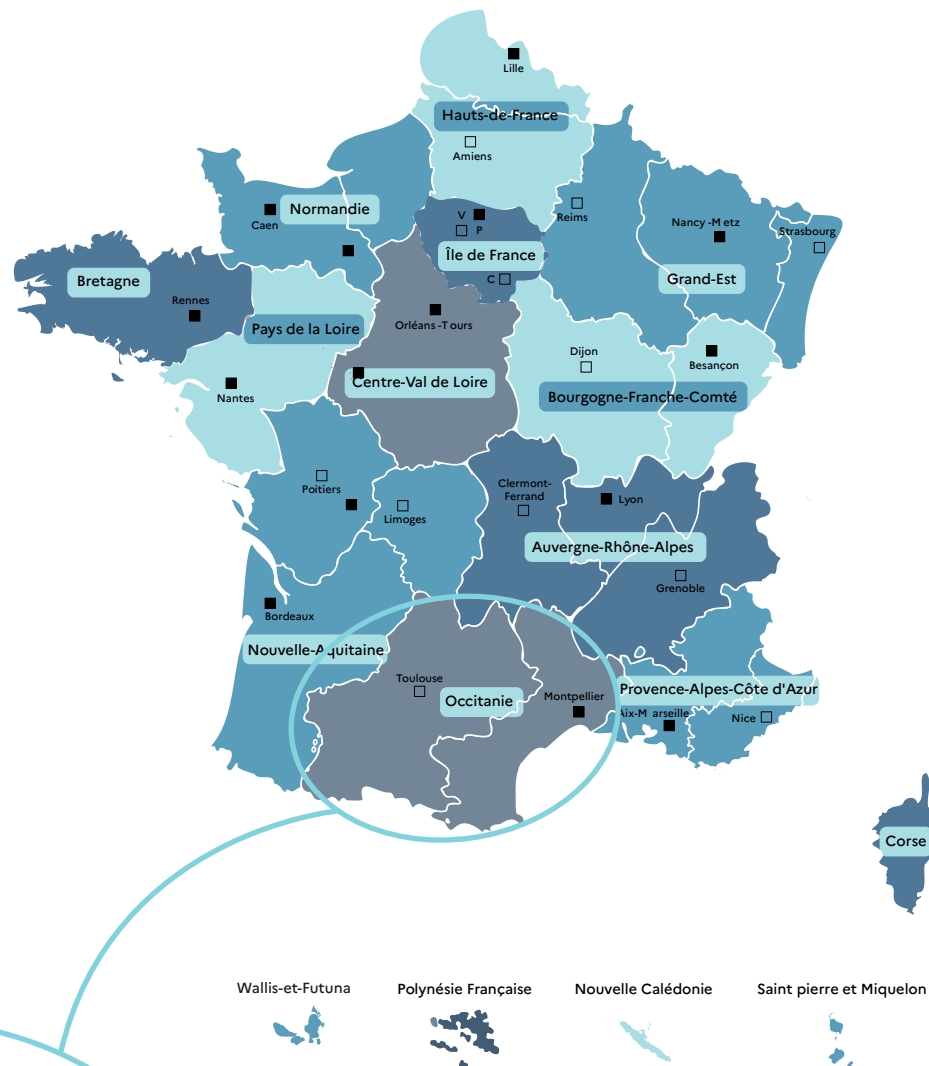 Lille
Hauts-de-France
Amiens
Normandie
Caen
V
P
Reims
Nancy-Metz
Strasbourg
Île de France
Grand-Est
C
Bretagne
Rennes
Pays de la Loire
Orléans-Tours
Dijon
Besançon
Centre-Val de Loire
Nantes
Bourgogne-Franche-Comté
Poitiers
Clermont-
Ferrand
Lyon
Limoges
Auvergne-Rhône-Alpes
Grenoble
Bordeaux
Nouvelle-Aquitaine
Toulouse
Occitanie
Montpellier
Provence-Alpes-Côte d'Azur
Aix-Marseille
Nice
Corse
Wallis-et-Futuna
Polynésie Française
Nouvelle Calédonie
Saint pierre et Miquelon